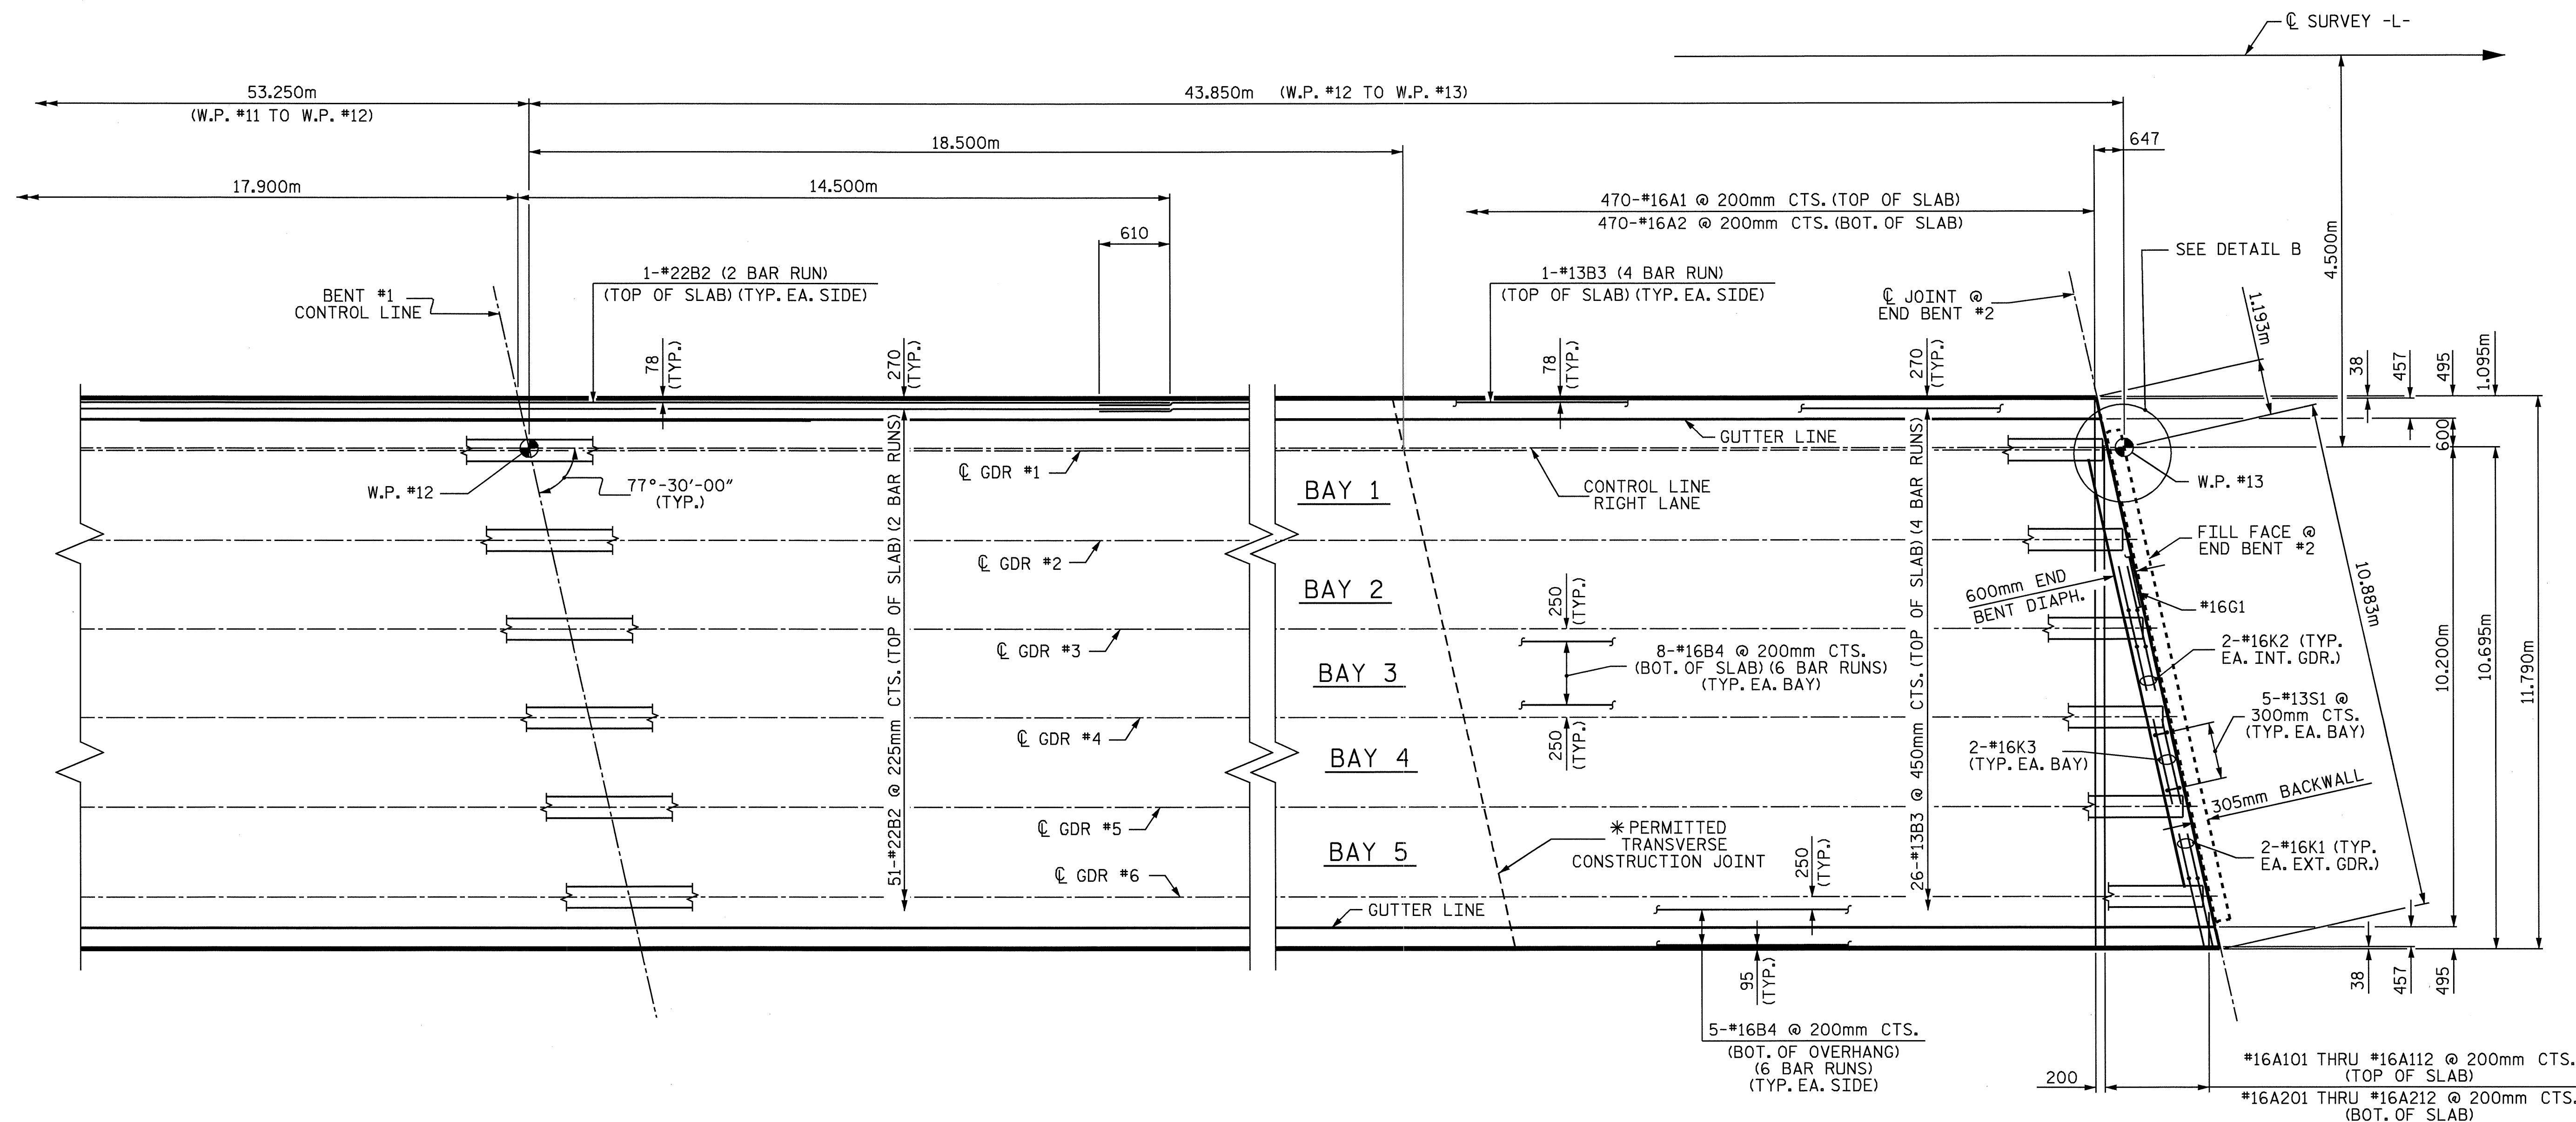 ℄ SURVEY -L-
53.250m
(W.P. #11 TO W.P. #12)
43.850m (W.P. #12 TO W.P. #13)
18.500m
647
17.900m
14.500m
470-#16A1 @ 200mm CTS. (TOP OF SLAB)
470-#16A2 @ 200mm CTS. (BOT. OF SLAB)
4.500m
610
SEE DETAIL B
1-#22B2 (2 BAR RUN)
(TOP OF SLAB) (TYP. EA. SIDE)
1-#13B3 (4 BAR RUN)
(TOP OF SLAB) (TYP. EA. SIDE)
BENT #1
CONTROL LINE
℄ JOINT @
END BENT #2
1.193m
78
(TYP.)
270
(TYP.)
78
(TYP.)
270
(TYP.)
38
457
495
1.095m
600
GUTTER LINE
℄ GDR #1
W.P. #12
77°-30'-00"
(TYP.)
CONTROL LINE
RIGHT LANE
W.P. #13
BAY 1
51-#22B2 @ 225mm CTS. (TOP OF SLAB) (2 BAR RUNS)
26-#13B3 @ 450mm CTS. (TOP OF SLAB) (4 BAR RUNS)
FILL FACE @
END BENT #2
℄ GDR #2
BAY 2
600mm END
BENT DIAPH.
10.883m
#16G1
250
(TYP.)
℄ GDR #3
8-#16B4 @ 200mm CTS.
(BOT. OF SLAB) (6 BAR RUNS)
(TYP. EA. BAY)
2-#16K2 (TYP.
EA. INT. GDR.)
10.200m
10.695m
11.790m
BAY 3
5-#13S1 @
300mm CTS.
(TYP. EA. BAY)
℄ GDR #4
250
(TYP.)
2-#16K3
(TYP. EA. BAY)
BAY 4
305mm BACKWALL
℄ GDR #5
*PERMITTED
TRANSVERSE
CONSTRUCTION JOINT
BAY 5
2-#16K1 (TYP.
EA. EXT. GDR.)
℄ GDR #6
250
(TYP.)
GUTTER LINE
95
(TYP.)
38
457
495
5-#16B4 @ 200mm CTS.
(BOT. OF OVERHANG)
(6 BAR RUNS)
(TYP. EA. SIDE)
200
#16A101 THRU #16A112 @ 200mm CTS.
(TOP OF SLAB)
#16A201 THRU #16A212 @ 200mm CTS.
(BOT. OF SLAB)